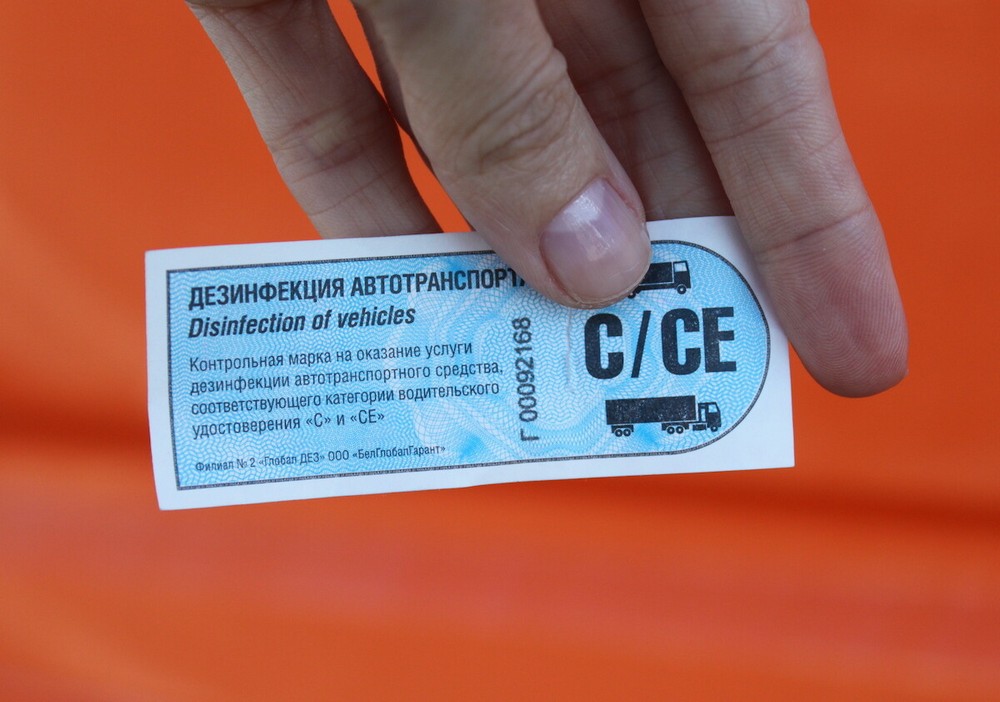 ДЕЗИНФЕКЦИЯ АВТОТРАНСПОРТ
Disinfection of vehicles
Контрольная марка на оказание услуги
дезинфекции автотранспортного средства,
соответствующего категории водительского
удостоверения «С» и «СЕ»
Филиал № 2 «Глобал ДЕЗ» ООО «БелГлобалГарант»
Г 00092168
C/CE